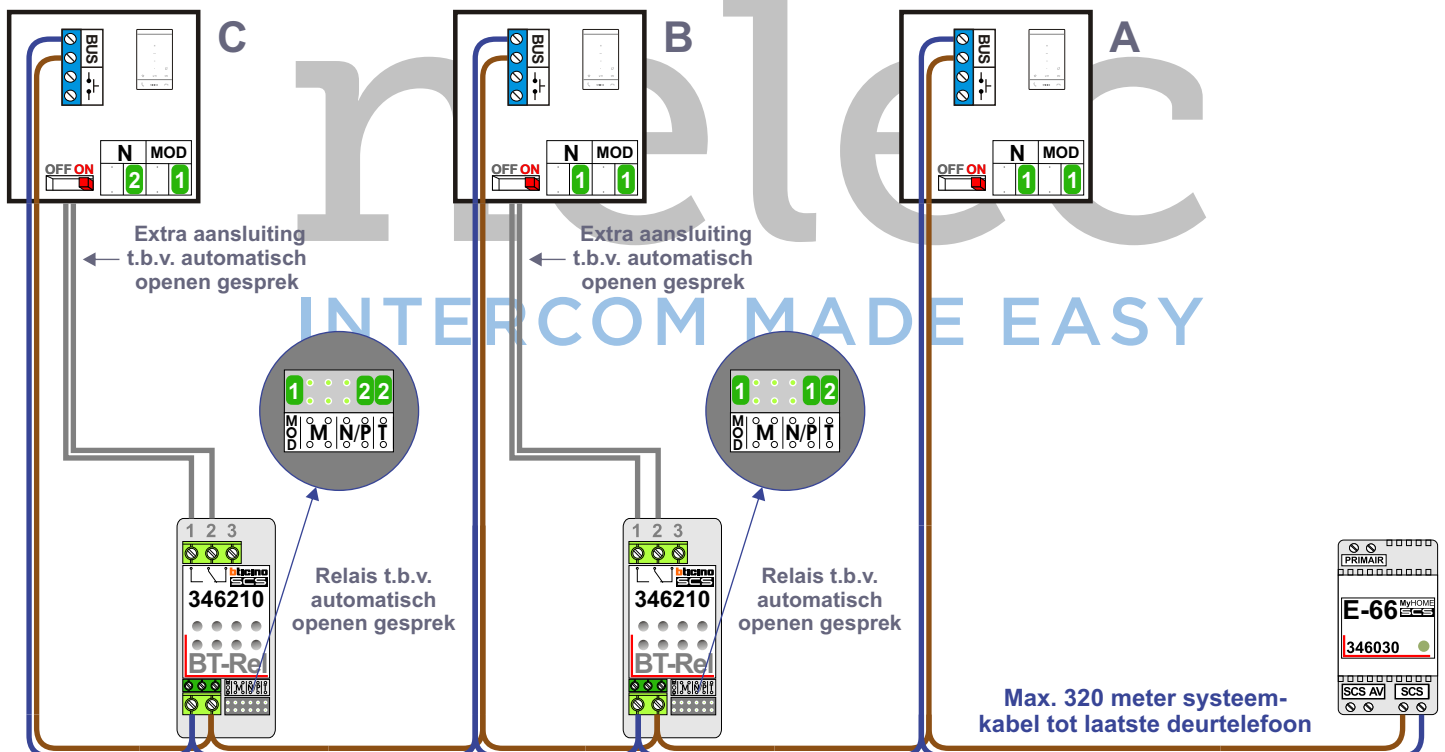 nelec
INTERCOM MADE EASY
C
BUS
N MOD
OFF ON
2 1
Extra aansluiting
t.b.v. automatisch
openen gesprek
B
BUS
N MOD
OFF ON
1 1
Extra aansluiting
t.b.v. automatisch
openen gesprek
A
BUS
N MOD
OFF ON
1 1
1 2 2
MOD M N/P T
1 2 3
bticino
SCS
346210
BT-Rel
MOD M N/P T
Relais t.b.v.
automatisch
openen gesprek
1 1 2
MOD M N/P T
1 2 3
bticino
SCS
346210
BT-Rel
MOD M N/P T
Relais t.b.v.
automatisch
openen gesprek
PRIMAIR
E-66 MyHOME
SCS
346030
SCS AV SCS
Max. 320 meter systeem-
kabel tot laatste deurtelefoon